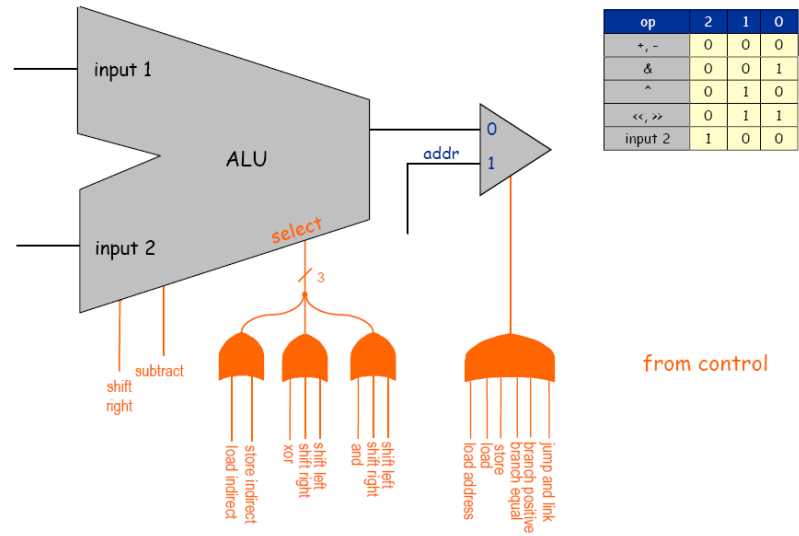 op 2 1 0
+, - 0 0 0
& 0 0 1
^ 0 1 0
<<, >> 0 1 1
input 2 1 0 0
input 1
ALU
input 2
select
3
addr
0
1
shift
right
subtract
load indirect
store indirect
xor
shift right
shift left
and
shift right
shift left
load address
load
store
branch equal
branch positive
jump and link
from control